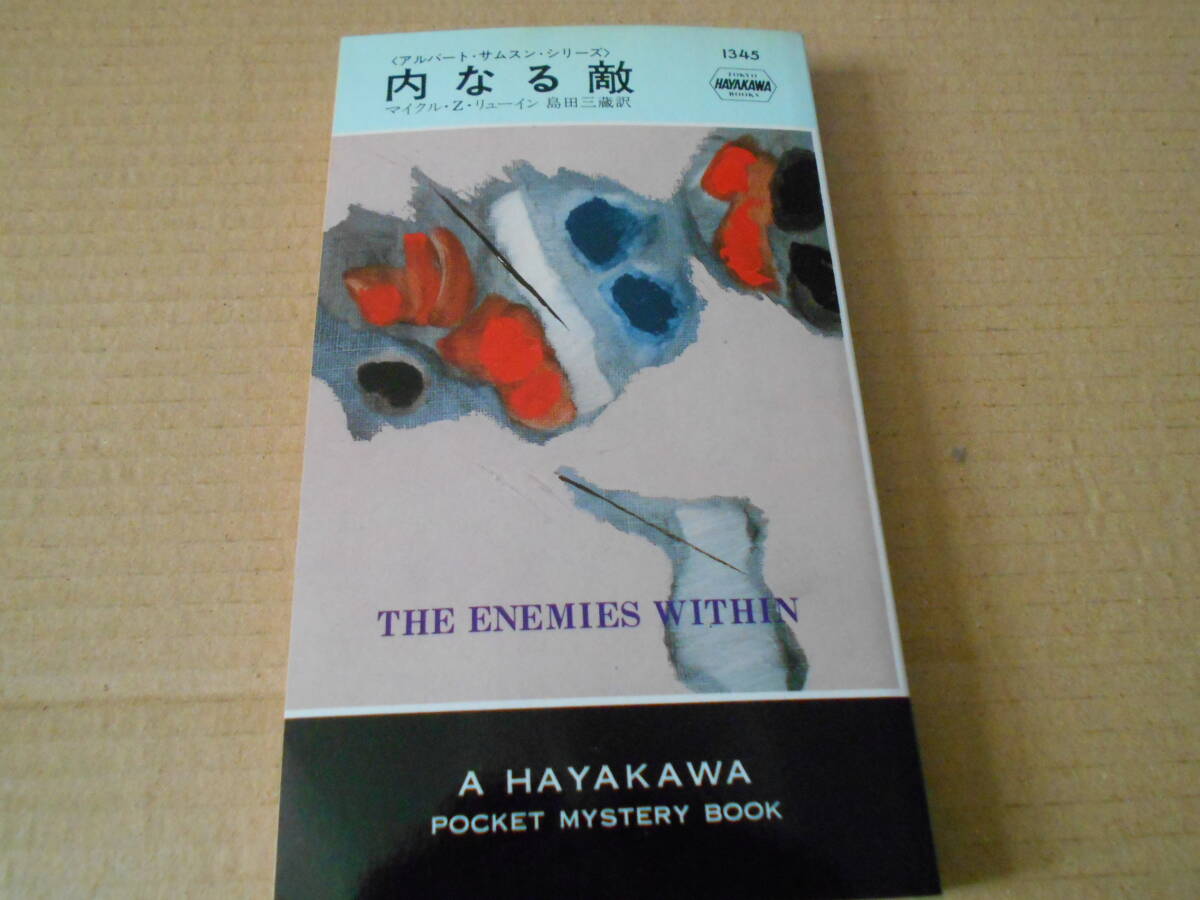 〈アルバート・サムスン・シリーズ〉
内なる敵
マイクル・Z・リューイン 島田三蔵訳
1345
TOKYO
HAYAKAWA
BOOKS
THE ENEMIES WITHIN
A HAYAKAWA
POCKET MYSTERY BOOK